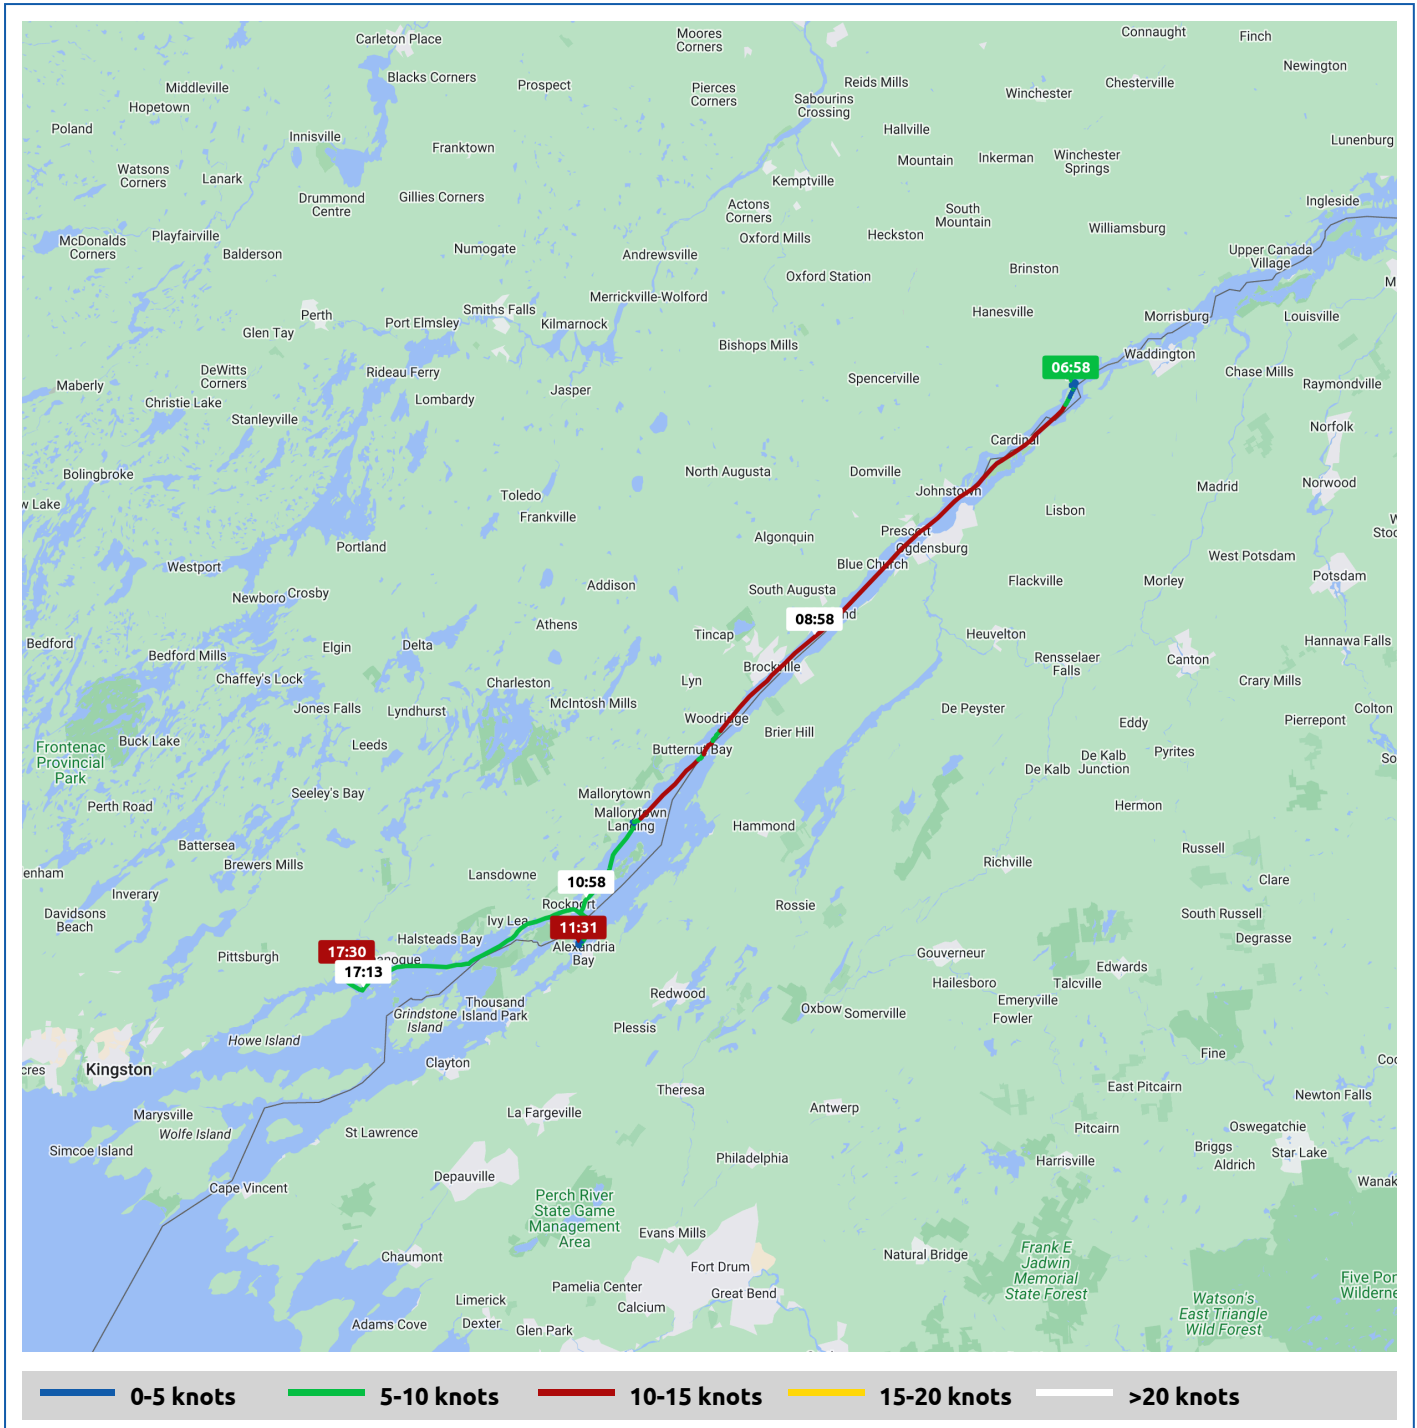 Carleton Place
Moores
Corners
Connaught
Finch
Blacks Corners
Newington
Middleville
Prospect
Pierces
Corners
Reids Mills
Chesterville
Hopetown
Sabourins
Crossing
Winchester
Poland
Innisville
Hallville
Lunenburg
Franktown
Mountain
Inkerman
Winchester
Springs
Watsons
Corners
Lanark
Kemptville
Drummond
Centre
Gillies Corners
Actons
Corners
South
Mountain
Ingleside
McDonalds
Corners
Playfairville
Balderson
Numogate
Andrewsville
Oxford Mills
Heckston
Williamsburg
Upper Canada
Village
Oxford Station
Brinston
M
Merrickville-Wolford
Perth
Port Elmsley
Smiths Falls
Kilmarnock
Hanesville
Morrisburg
Louisville
Glen Tay
Bishops Mills
Waddington
DeWitts
Corners
Rideau Ferry
06:58
Chase Mills
Maberly
Spencerville
Raymondville
Christie Lake
Lombardy
Jasper
Stanleyville
Norfolk
Cardinal
Bolingbroke
North Augusta
Domville
Madrid
Norwood
w Lake
Toledo
Johnstown
Frankville
Lisbon
W
Stoc
Prescott
Algonquin
Ogdensburg
Portland
West Potsdam
Westport
Blue Church
Potsdam
Addison
South Augusta
Flackville
Morley
Newboro
Crosby
08:58
nd
Athens
Tincap
Heuvelton
Bedford
Elgin
Delta
Hannawa Falls
Bedford Mills
Brockville
Rensselaer
Falls
Canton
Chaffey's Lock
Charleston
Lyn
Crary Mills
Jones Falls
Lyndhurst
McIntosh Mills
De Peyster
Colton
Woodridge
Eddy
Pierrepont
Buck Lake
Leeds
Brier Hill
Frontenac
Provincial
Park
Butternut Bay
De Kalb
De Kalb
Junction
Pyrites
So
Seeley's Bay
Mallorytown
Perth Road
Hermon
Mallorytown
Landing
Hammond
Battersea
Russell
Brewers Mills
Richville
enham
Lansdowne
10:58
Clare
Inverary
Rockport
Rossie
Davidsons
Beach
Ivy Lea
11:31
South Russell
Halsteads Bay
Degrasse
17:30
anoque
Alexandria
Bay
Pittsburgh
17:13
Gouverneur
Edwards
Redwood
Hailesboro
Talcville
Thousand
Island Park
Emeryville
Grindstone
Island
Oxbow
Somerville
Fowler
Plessis
Howe Island
Fine
Kingston
cres
Clayton
Coo
Theresa
East Pitcairn
Newton Falls
Marysville
La Fargeville
Antwerp
Wolfe Island
St Lawrence
Pitcairn
Oswegatchie
Simcoe Island
Briggs
Star Lake
Philadelphia
Harrisville
Aldrich
Depauville
Cape Vincent
Wanak
Perch River
State Game
Management
Area
Evans Mills
Chaumont
Natural Bridge
Frank E
Jadwin
Memorial
State Forest
Fort Drum
Pamelia Center
Great Bend
Five Pon
Wilderne
Limerick
Calcium
Watson's
East Triangle
Wild Forest
Adams Cove
Dexter
Glen Park
0-5 knots
5-10 knots
10-15 knots
15-20 knots
>20 knots